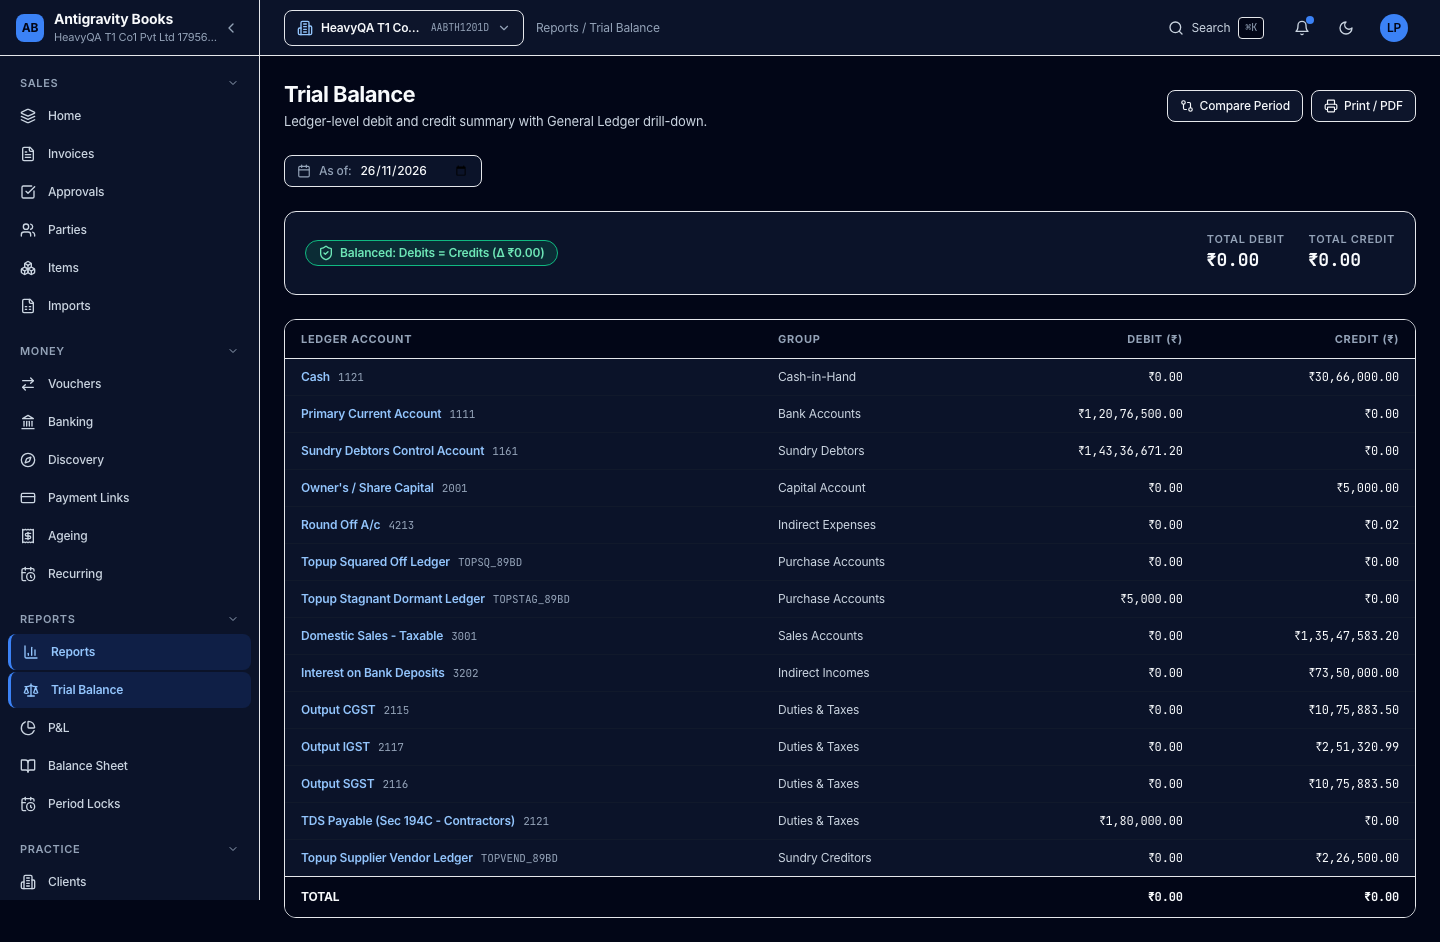 AB
Antigravity Books
HeavyQA T1 Co1 Pvt Ltd 17956...
HeavyQA T1 Co... AABTH1201D
Reports / Trial Balance
Search ⌘K
LP
SALES
Home
Invoices
Approvals
Parties
Items
Imports
MONEY
Vouchers
Banking
Discovery
Payment Links
Ageing
Recurring
REPORTS
Reports
Trial Balance
P&L
Balance Sheet
Period Locks
PRACTICE
Clients
Trial Balance
Ledger-level debit and credit summary with General Ledger drill-down.
Compare Period
Print / PDF
As of: 26/11/2026
Balanced: Debits = Credits (Δ ₹0.00)
TOTAL DEBIT TOTAL CREDIT
₹0.00 ₹0.00
LEDGER ACCOUNT GROUP DEBIT (₹) CREDIT (₹)
Cash 1121 Cash-in-Hand ₹0.00 ₹30,66,000.00
Primary Current Account 1111 Bank Accounts ₹1,20,76,500.00 ₹0.00
Sundry Debtors Control Account 1161 Sundry Debtors ₹1,43,36,671.20 ₹0.00
Owner's / Share Capital 2001 Capital Account ₹0.00 ₹5,000.00
Round Off A/c 4213 Indirect Expenses ₹0.00 ₹0.02
Topup Squared Off Ledger TOPSQ_89BD Purchase Accounts ₹0.00 ₹0.00
Topup Stagnant Dormant Ledger TOPSTAG_89BD Purchase Accounts ₹5,000.00 ₹0.00
Domestic Sales - Taxable 3001 Sales Accounts ₹0.00 ₹1,35,47,583.20
Interest on Bank Deposits 3202 Indirect Incomes ₹0.00 ₹73,50,000.00
Output CGST 2115 Duties & Taxes ₹0.00 ₹10,75,883.50
Output IGST 2117 Duties & Taxes ₹0.00 ₹2,51,320.99
Output SGST 2116 Duties & Taxes ₹0.00 ₹10,75,883.50
TDS Payable (Sec 194C - Contractors) 2121 Duties & Taxes ₹1,80,000.00 ₹0.00
Topup Supplier Vendor Ledger TOPVEND_89BD Sundry Creditors ₹0.00 ₹2,26,500.00
TOTAL ₹0.00 ₹0.00